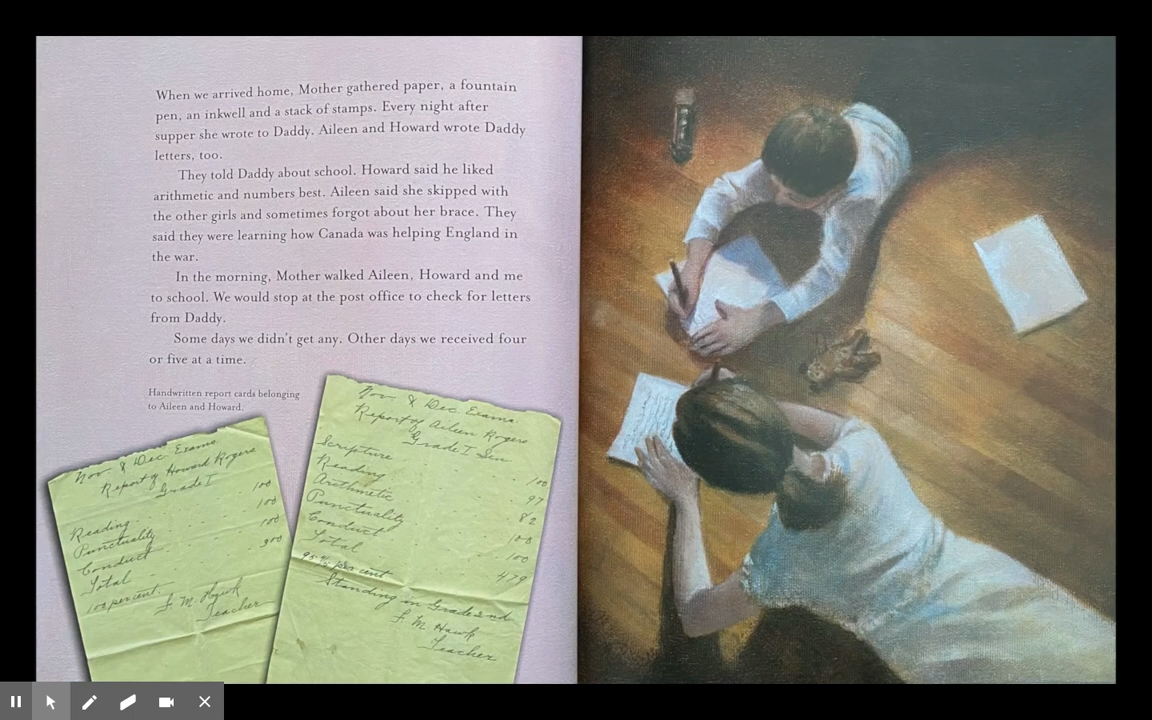 When we arrived home, Mother gathered paper, a fountain
pen, an inkwell and a stack of stamps. Every night after
supper she wrote to Daddy. Aileen and Howard wrote Daddy
letters, too.
They told Daddy about school. Howard said he liked
arithmetic and numbers best. Aileen said she skipped with
the other girls and sometimes forgot about her brace. They
said they were learning how Canada was helping England in
the war.
In the morning, Mother walked Aileen, Howard and me
to school. We would stop at the post office to check for letters
from Daddy.
Some days we didn't get any. Other days we received four
or five at a time.
Handwritten report cards belonging
to Aileen and Howard.
Nov & Dec Exams
Report of Howard Rogers
Grade I
Reading 100
Punctuality 100
Conduct 100
Total 300
100 per cent.
F. M. Hawk
Teacher
Nov & Dec Exams
Report of Aileen Rogers
Grade I Sen
Scripture 100
Reading 97
Arithmetic 82
Punctuality 100
Conduct 100
Total 479
per cent
Standing in Grade 2nd
F. M. Hawk
Teacher